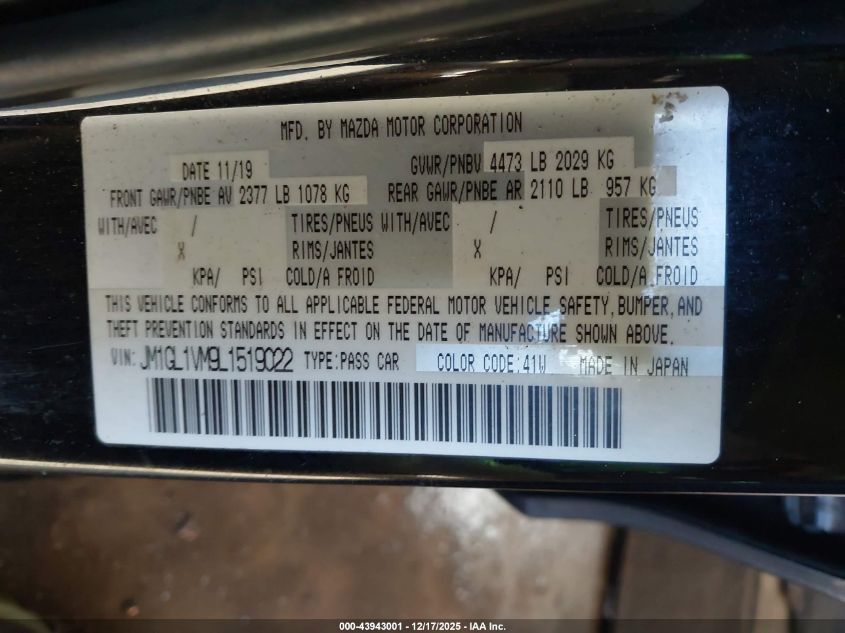 MFD. BY MAZDA MOTOR CORPORATION
DATE 11/19 GVWR/PNBV 4473 LB 2029 KG
FRONT GAWR/PNBE AV 2377 LB 1078 KG REAR GAWR/PNBE AR 2110 LB 957 KG
WITH/AVEC / TIRES/PNEUS WITH/AVEC / TIRES/PNEUS
X RIMS/JANTES X RIMS/JANTES
KPA/ PSI COLD/A FROID KPA/ PSI COLD/A FROID
THIS VEHICLE CONFORMS TO ALL APPLICABLE FEDERAL MOTOR VEHICLE SAFETY, BUMPER, AND
THEFT PREVENTION STANDARDS IN EFFECT ON THE DATE OF MANUFACTURE SHOWN ABOVE.
VIN: JM1GL1VM9L1519022 TYPE:PASS CAR COLOR CODE:41W MADE IN JAPAN
000-43943001 - 12/17/2025 - IAA Inc.